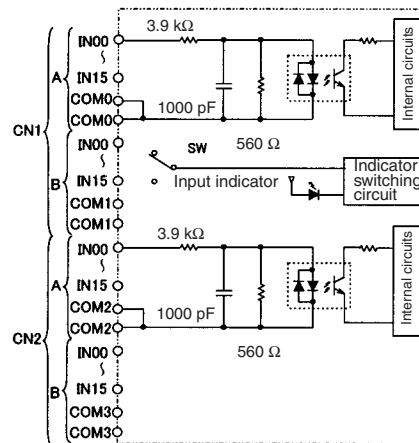 3.9 kΩ
IN00
A
IN15
COM0
COM0
1000 pF
560 Ω
Internal circuits
CN1
IN00
SW
B
IN15
Input indicator
COM1
COM1
Indicator
switching
circuit
3.9 kΩ
IN00
A
IN15
COM2
COM2
1000 pF
560 Ω
Internal circuits
CN2
IN00
B
IN15
COM3
COM3